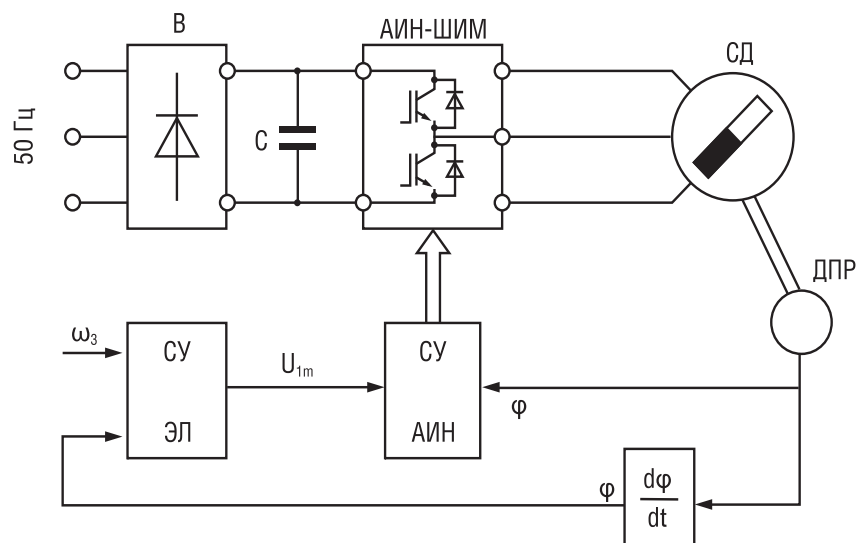 В
АИН-ШИМ
СД
50 Гц
С
ДПР
ω₃
СУ
ЭЛ
U₁ₘ
СУ
АИН
φ
φ
dφ
dt